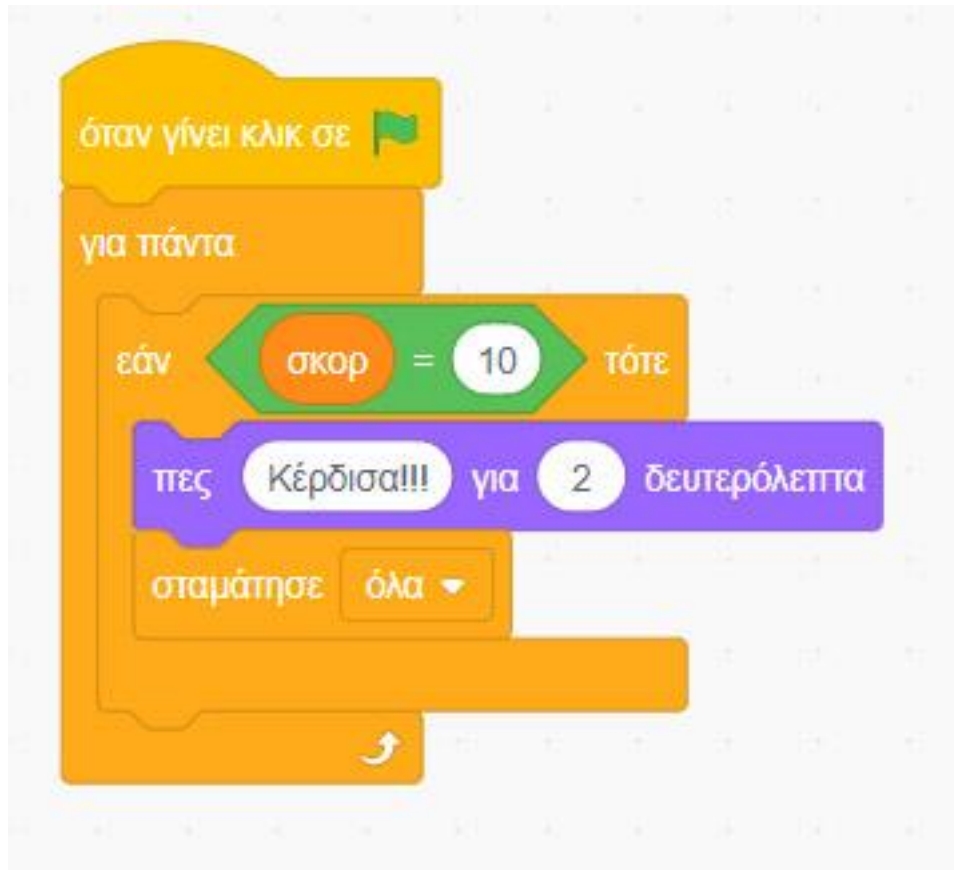 όταν γίνει κλικ σε
για πάντα
εάν σκορ = 10 τότε
πες Κέρδισα!!! για 2 δευτερόλεπτα
σταμάτησε όλα